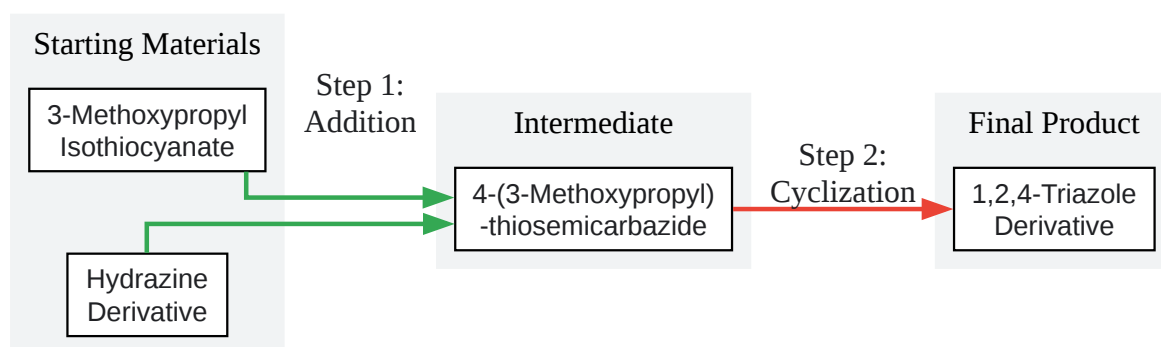 Starting Materials
3-Methoxypropyl
Isothiocyanate
Hydrazine
Derivative
Step 1:
Addition
Intermediate
4-(3-Methoxypropyl)
-thiosemicarbazide
Step 2:
Cyclization
Final Product
1,2,4-Triazole
Derivative